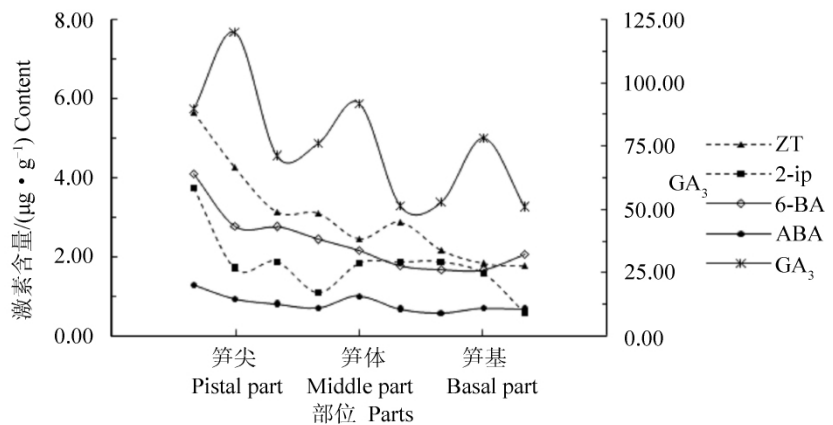 8.00
6.00
4.00
2.00
0.00
激素含量/(μg·g⁻¹) Content
125.00
100.00
75.00
50.00
25.00
0.00
GA₃
ZT
2-ip
6-BA
ABA
GA₃
笋尖 笋体 笋基
Pistal part Middle part Basal part
部位 Parts